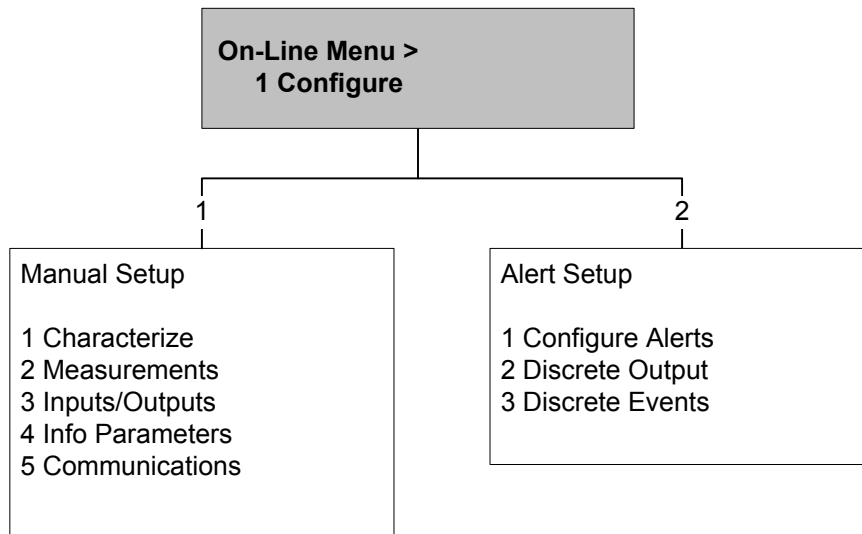 On-Line Menu >
1 Configure
1
2
Manual Setup
1 Characterize
2 Measurements
3 Inputs/Outputs
4 Info Parameters
5 Communications
Alert Setup
1 Configure Alerts
2 Discrete Output
3 Discrete Events